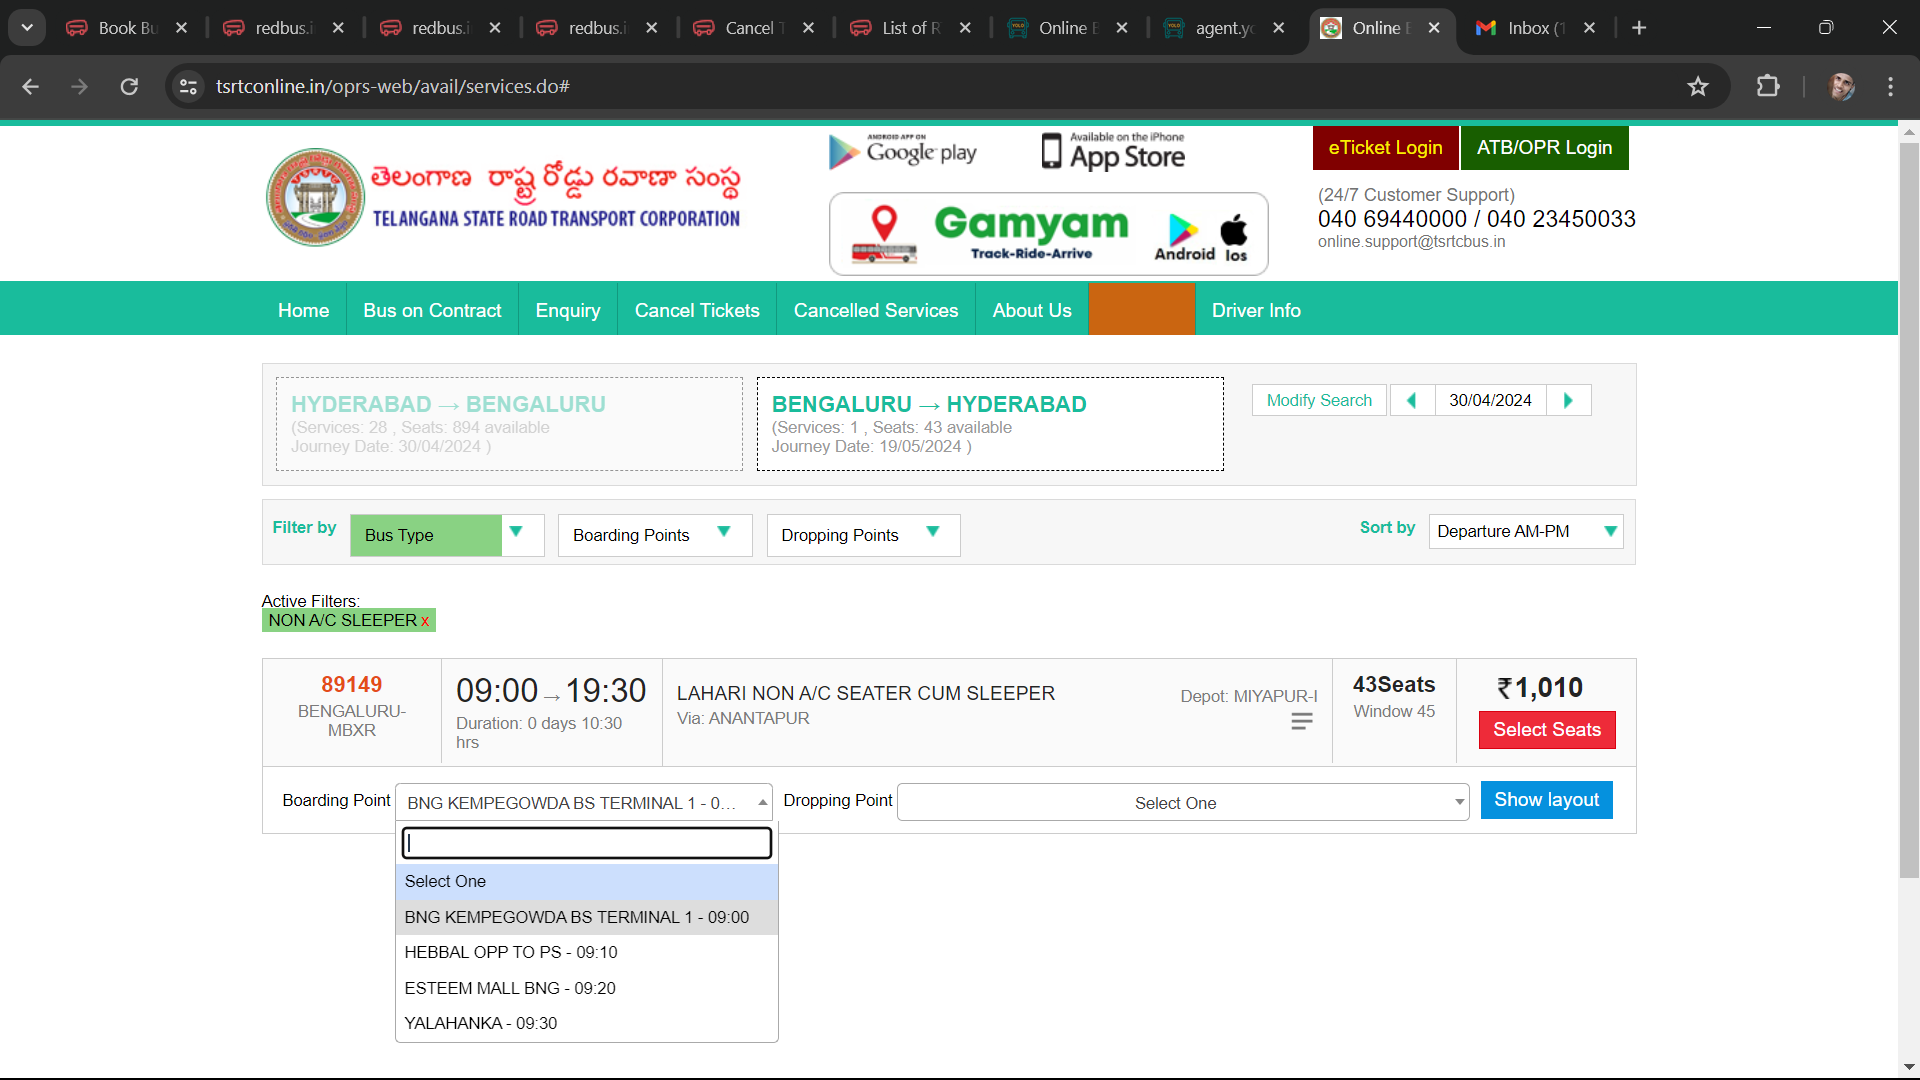 Book Bu
redbus.i
redbus.i
redbus.i
Cancel T
List of R
Online B
agent.yo
Online B
Inbox (1
tsrtconline.in/oprs-web/avail/services.do#
తెలంగాణ రాష్ట్ర రోడ్డు రవాణా సంస్థ
TELANGANA STATE ROAD TRANSPORT CORPORATION
ANDROID APP ON
Google play
Available on the iPhone
App Store
Gamyam
Track-Ride-Arrive
Android Ios
eTicket Login
ATB/OPR Login
(24/7 Customer Support)
040 69440000 / 040 23450033
online.support@tsrtcbus.in
Home
Bus on Contract
Enquiry
Cancel Tickets
Cancelled Services
About Us
Driver Info
HYDERABAD → BENGALURU
(Services: 28 , Seats: 894 available
Journey Date: 30/04/2024 )
BENGALURU → HYDERABAD
(Services: 1 , Seats: 43 available
Journey Date: 19/05/2024 )
Modify Search
30/04/2024
Filter by
Bus Type
Boarding Points
Dropping Points
Sort by
Departure AM-PM
Active Filters:
NON A/C SLEEPER x
89149
BENGALURU-
MBXR
09:00→19:30
Duration: 0 days 10:30
hrs
LAHARI NON A/C SEATER CUM SLEEPER
Via: ANANTAPUR
Depot: MIYAPUR-I
43Seats
Window 45
₹1,010
Select Seats
Boarding Point
BNG KEMPEGOWDA BS TERMINAL 1 - 0...
Dropping Point
Select One
Show layout
Select One
BNG KEMPEGOWDA BS TERMINAL 1 - 09:00
HEBBAL OPP TO PS - 09:10
ESTEEM MALL BNG - 09:20
YALAHANKA - 09:30